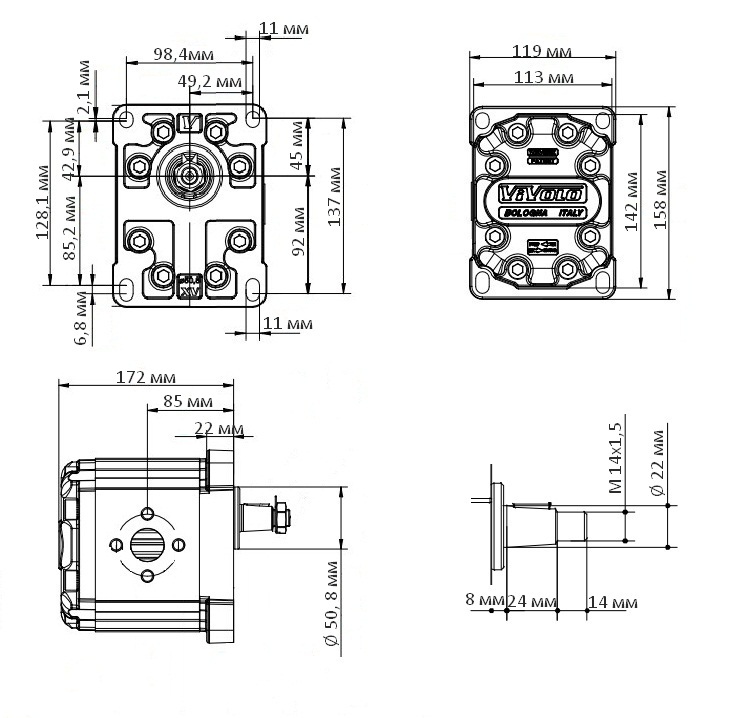 11 мм
98,4мм
49,2 мм
2,1 мм
42,9 мм
128,1 мм
85,2 мм
6,8 мм
45 мм
92 мм
137 мм
11 мм
V
XV
119 мм
113 мм
142 мм
158 мм
VIVOLO
BOLOGNA ITALY
172 мм
85 мм
22 мм
Ø 50, 8 мм
M 14x1,5
Ø 22 мм
8 мм
24 мм
14 мм